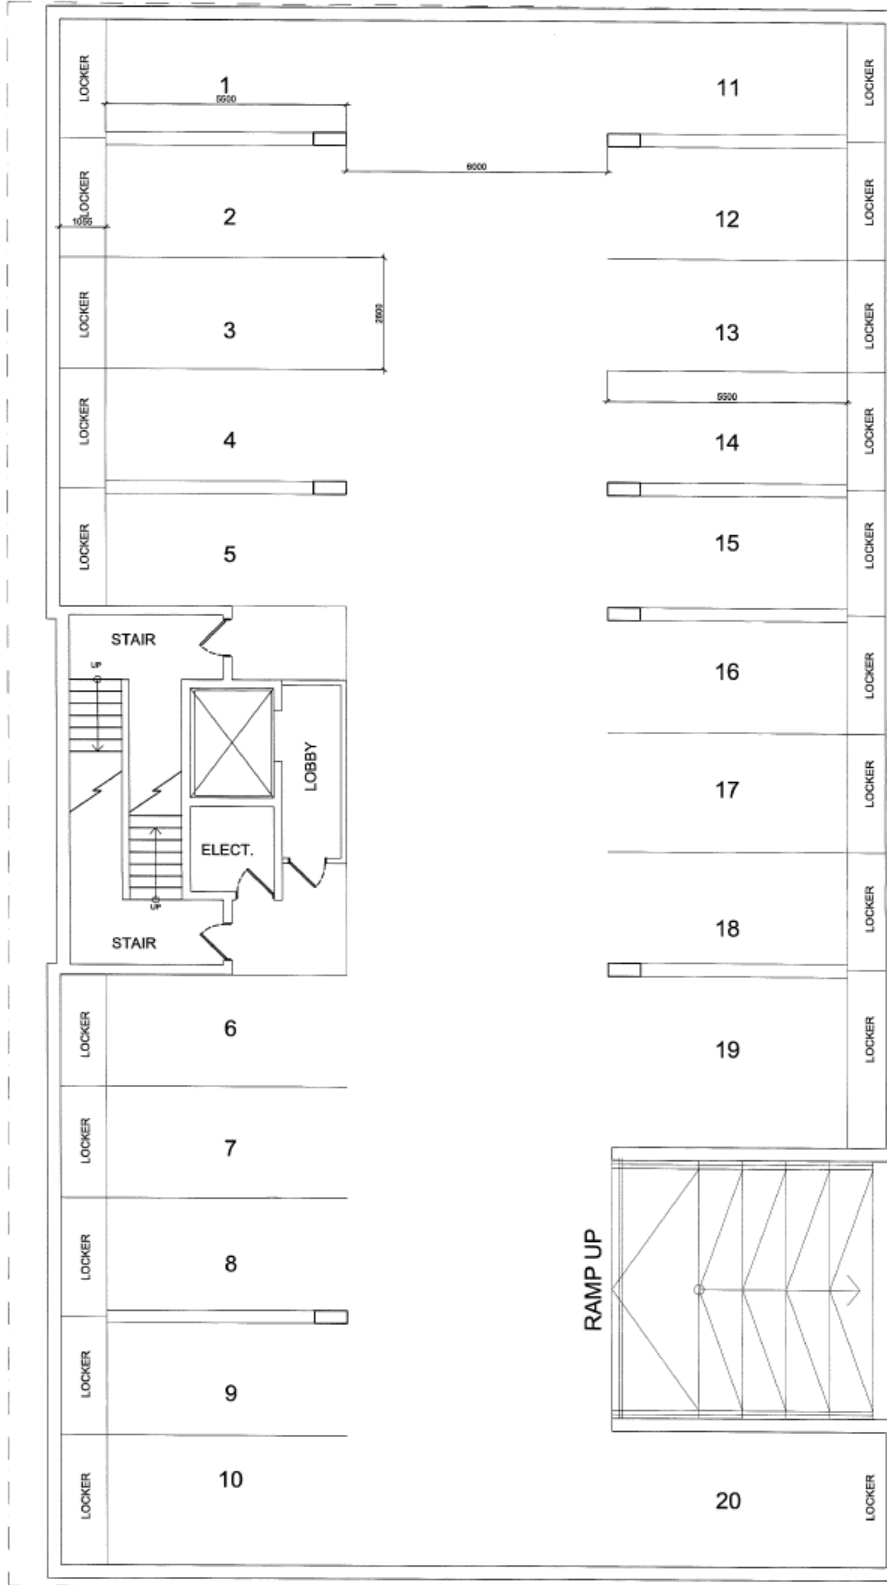 LOCKER
1
5500
11
LOCKER
6000
LOCKER
2
12
LOCKER
1055
LOCKER
3
2600
13
LOCKER
5500
LOCKER
4
14
LOCKER
LOCKER
5
15
LOCKER
STAIR
UP
16
LOCKER
LOBBY
17
LOCKER
ELECT.
UP
STAIR
18
LOCKER
LOCKER
6
19
LOCKER
LOCKER
7
LOCKER
8
RAMP UP
LOCKER
9
LOCKER
10
20
LOCKER